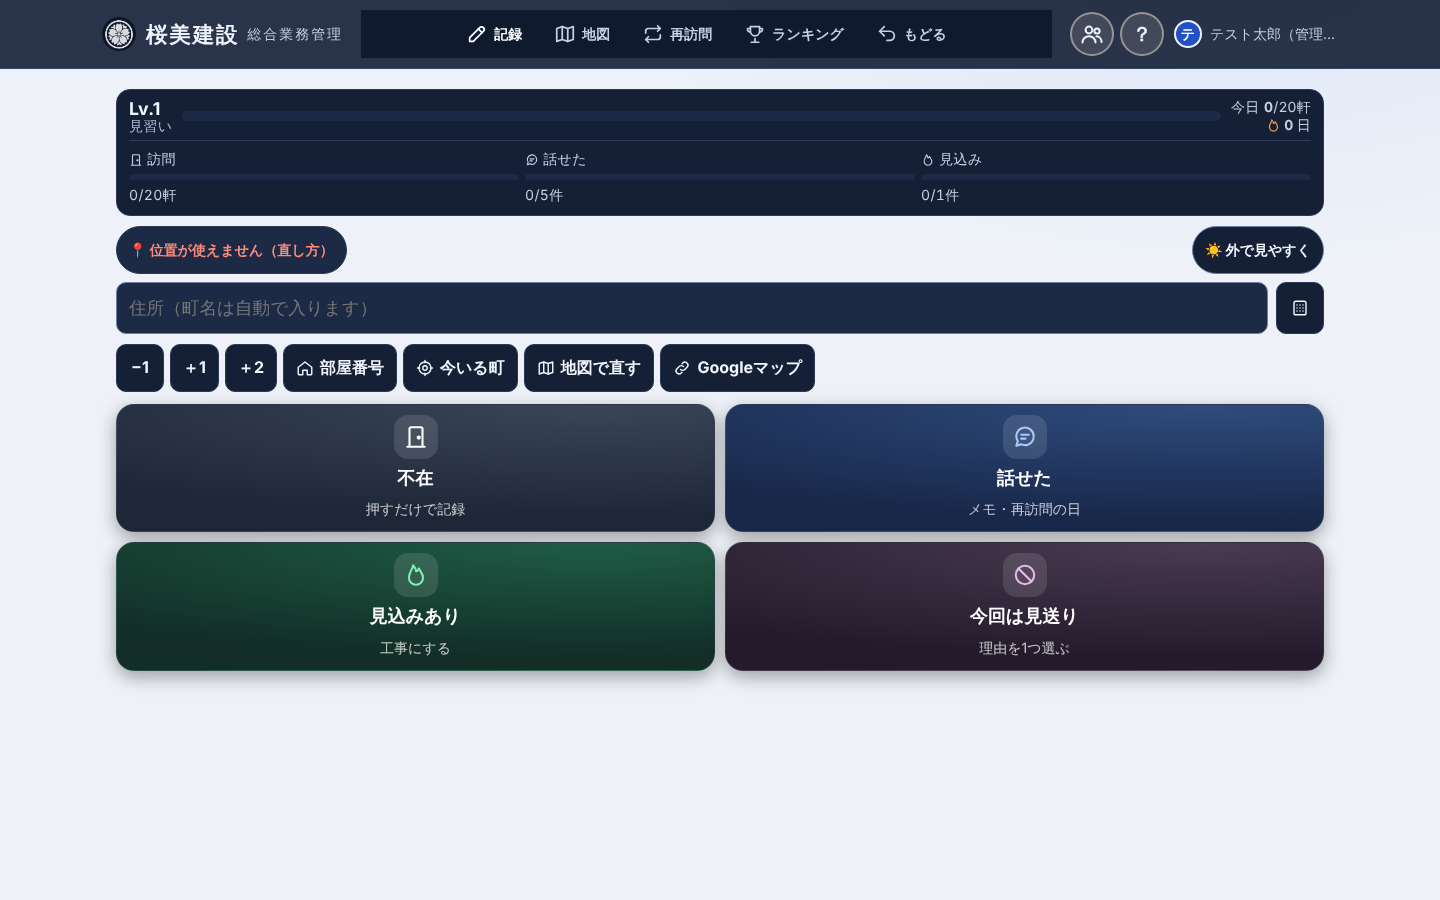 桜美建設 総合業務管理 記録 地図 再訪問 ランキング もどる ? テ テスト太郎（管理...
Lv.1
見習い
今日 0/20軒
0 日
訪問 話せた 見込み
0/20軒 0/5件 0/1件
位置が使えません（直し方） 外で見やすく
住所（町名は自動で入ります）
−1 ＋1 ＋2 部屋番号 今いる町 地図で直す Googleマップ
不在
押すだけで記録
話せた
メモ・再訪問の日
見込みあり
工事にする
今回は見送り
理由を1つ選ぶ